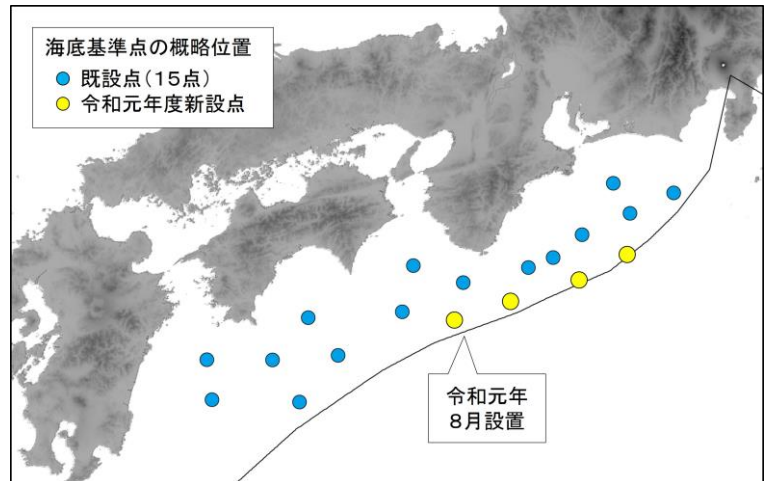 海底基準点の概略位置
既設点（15点）
令和元年度新設点
令和元年
8月設置